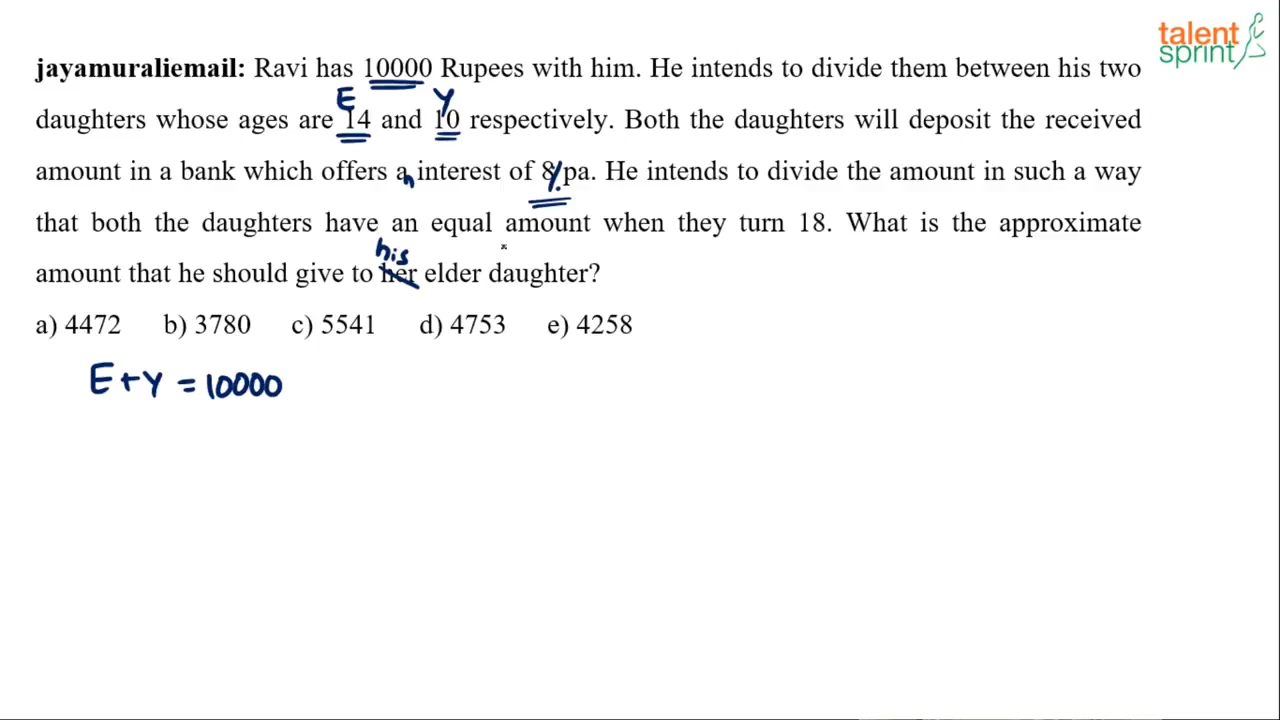 talent
sprint
jayamuraliemail: Ravi has 10000 Rupees with him. He intends to divide them between his two
E Y
daughters whose ages are 14 and 10 respectively. Both the daughters will deposit the received
amount in a bank which offers an interest of 8% pa. He intends to divide the amount in such a way
that both the daughters have an equal amount when they turn 18. What is the approximate
his
amount that he should give to her elder daughter?
a) 4472 b) 3780 c) 5541 d) 4753 e) 4258
E+Y = 10000